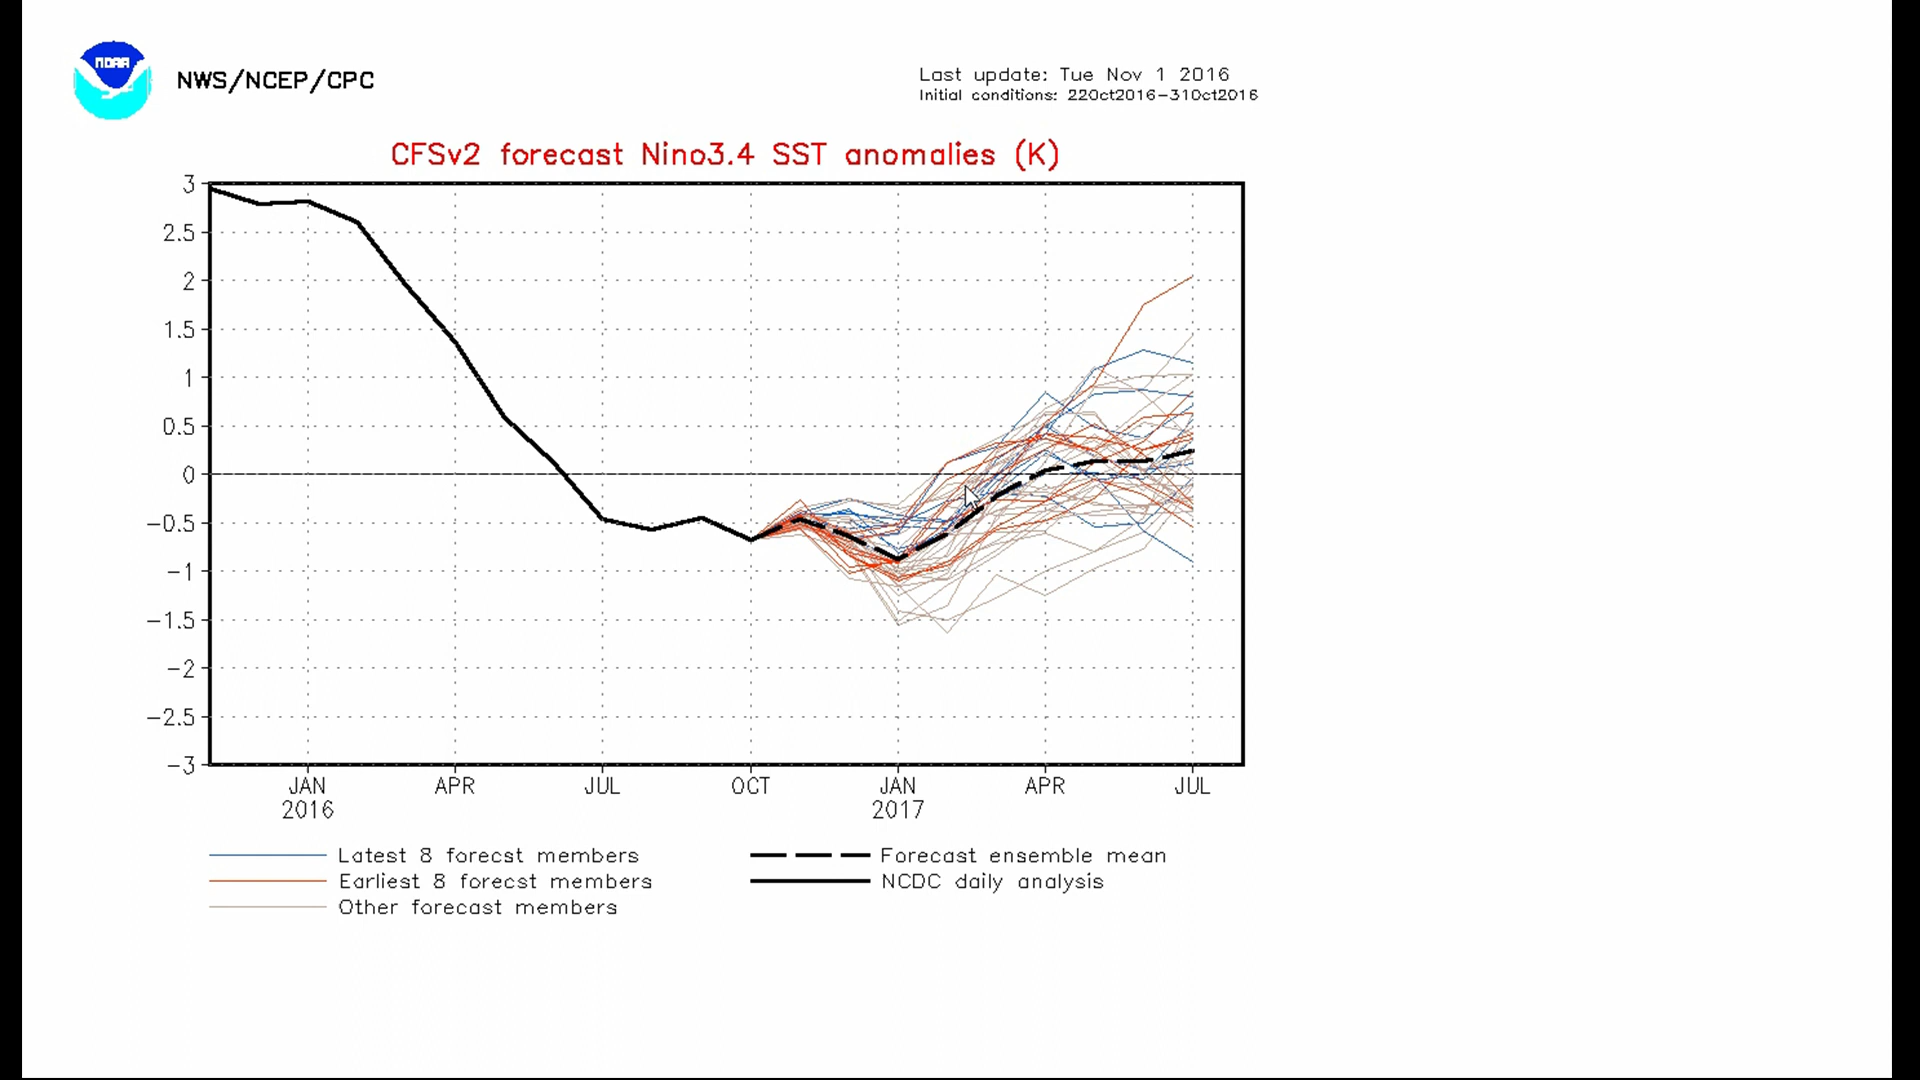 NOAA
NWS/NCEP/CPC
Last update: Tue Nov 1 2016
Initial conditions: 22Oct2016-31Oct2016
CFSv2 forecast Nino3.4 SST anomalies (K)
3
2.5
2
1.5
1
0.5
0
-0.5
-1
-1.5
-2
-2.5
-3
JAN APR JUL OCT JAN APR JUL
2016 2017
Latest 8 forecst members
Earliest 8 forecst members
Other forecast members
Forecast ensemble mean
NCDC daily analysis